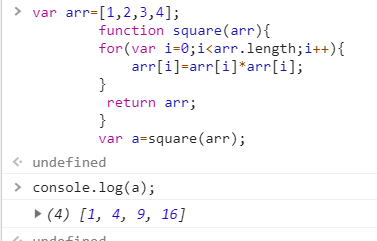 > var arr=[1,2,3,4];
function square(arr){
for(var i=0;i<arr.length;i++){
arr[i]=arr[i]*arr[i];
}
return arr;
}
var a=square(arr);
undefined
> console.log(a);
(4) [1, 4, 9, 16]
undefined